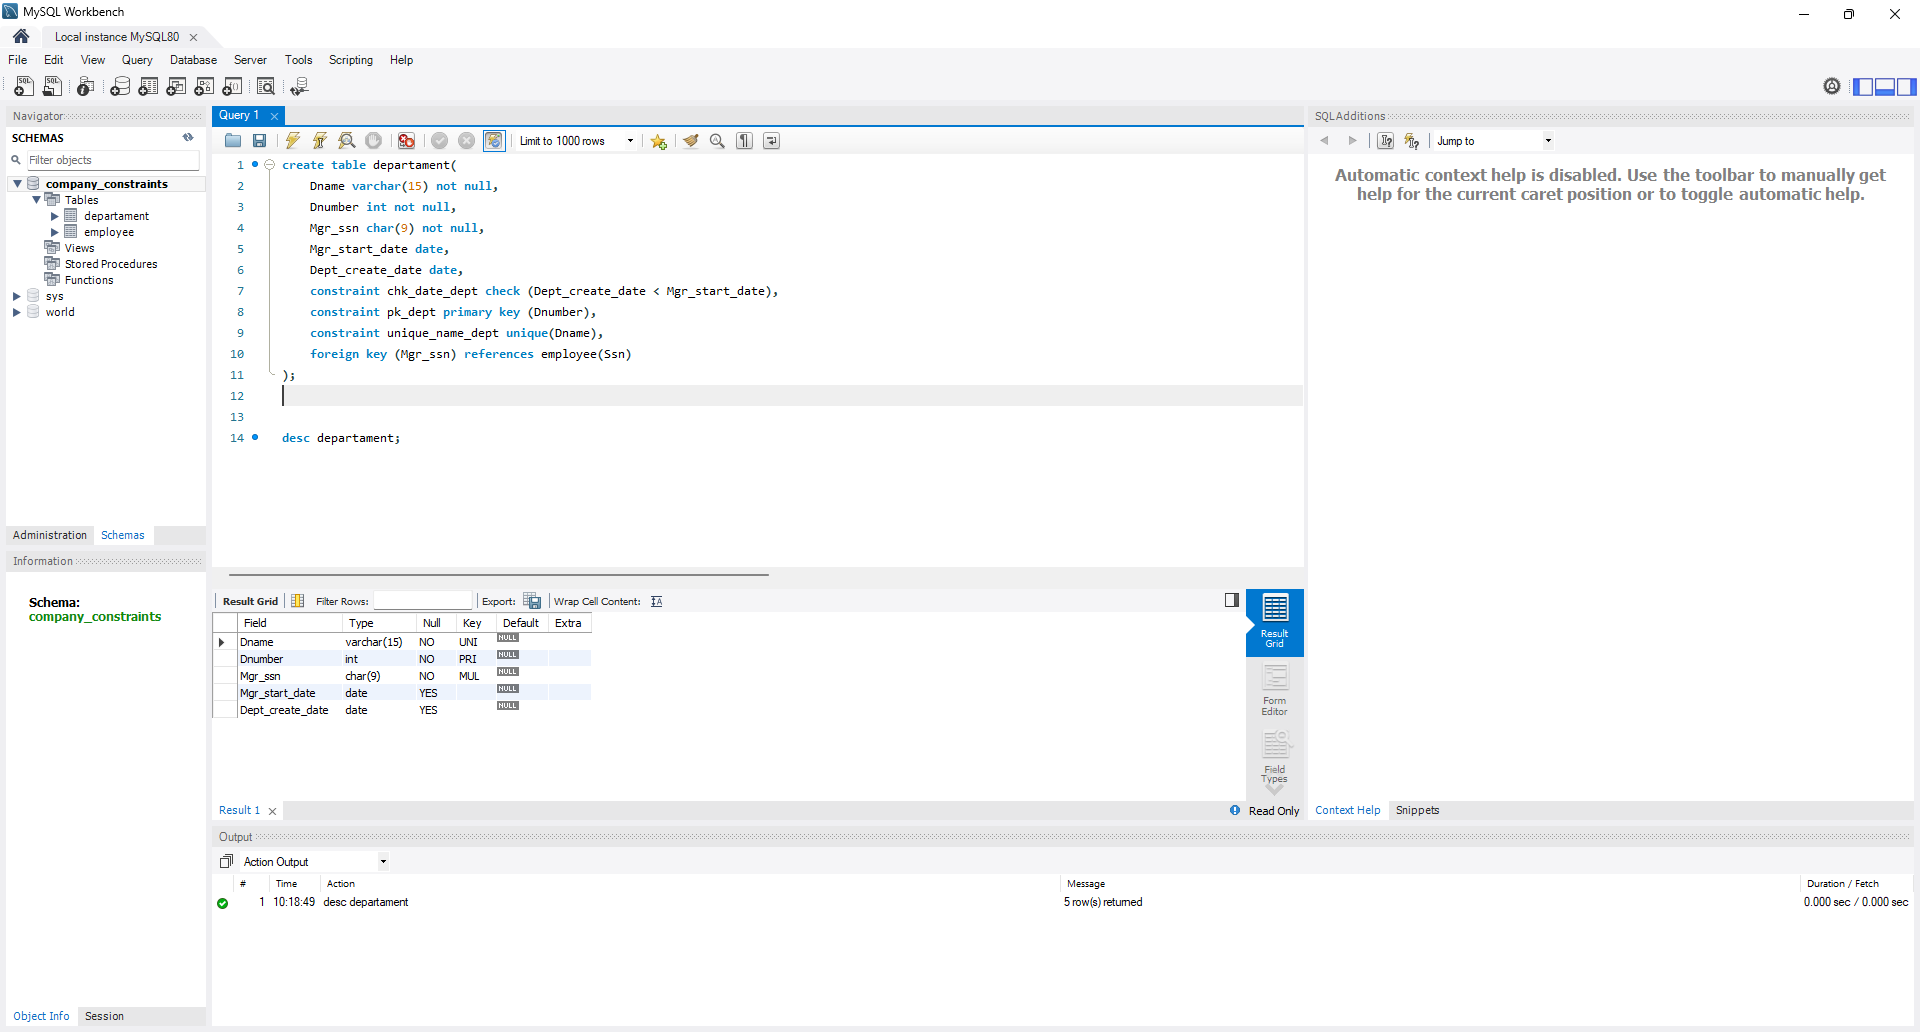 MySQL Workbench
Local instance MySQL80
File Edit View Query Database Server Tools Scripting Help
Navigator
SCHEMAS
Filter objects
company_constraints
Tables
departament
employee
Views
Stored Procedures
Functions
sys
world
Administration Schemas
Information
Schema:
company_constraints
Object Info Session
Query 1
Limit to 1000 rows
1 create table departament(
2 Dname varchar(15) not null,
3 Dnumber int not null,
4 Mgr_ssn char(9) not null,
5 Mgr_start_date date,
6 Dept_create_date date,
7 constraint chk_date_dept check (Dept_create_date < Mgr_start_date),
8 constraint pk_dept primary key (Dnumber),
9 constraint unique_name_dept unique(Dname),
10 foreign key (Mgr_ssn) references employee(Ssn)
11 );
12
13
14 desc departament;
Result Grid Filter Rows: Export: Wrap Cell Content:
Field Type Null Key Default Extra
Dname varchar(15) NO UNI NULL
Dnumber int NO PRI NULL
Mgr_ssn char(9) NO MUL NULL
Mgr_start_date date YES NULL
Dept_create_date date YES NULL
Result
Grid
Form
Editor
Field
Types
Result 1
Read Only
SQLAdditions
Jump to
Automatic context help is disabled. Use the toolbar to manually get
help for the current caret position or to toggle automatic help.
Context Help Snippets
Output
Action Output
# Time Action Message Duration / Fetch
1 10:18:49 desc departament 5 row(s) returned 0.000 sec / 0.000 sec